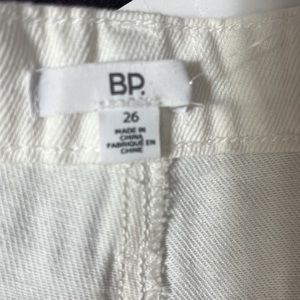 BP.
26
MADE IN
CHINA
FABRIQUÉ EN
CHINE